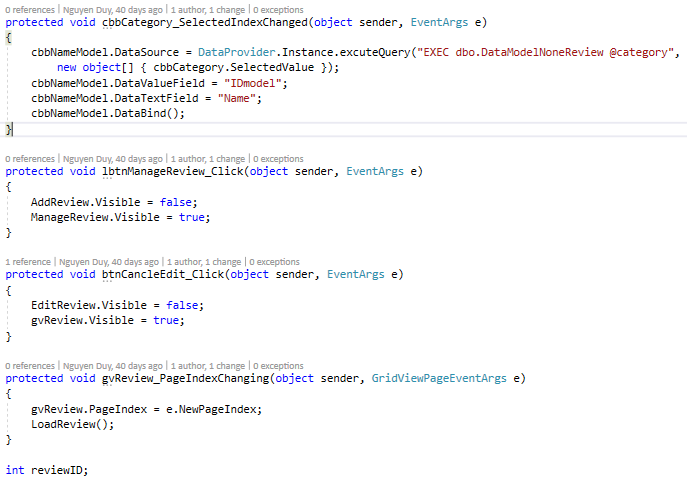 0 references | Nguyen Duy, 40 days ago | 1 author, 1 change | 0 exceptions
protected void cbbCategory_SelectedIndexChanged(object sender, EventArgs e)
{
    cbbNameModel.DataSource = DataProvider.Instance.excuteQuery("EXEC dbo.DataModelNoneReview @category",
        new object[] { cbbCategory.SelectedValue });
    cbbNameModel.DataValueField = "IDmodel";
    cbbNameModel.DataTextField = "Name";
    cbbNameModel.DataBind();
}
0 references | Nguyen Duy, 40 days ago | 1 author, 1 change | 0 exceptions
protected void lbtnManageReview_Click(object sender, EventArgs e)
{
    AddReview.Visible = false;
    ManageReview.Visible = true;
}
1 reference | Nguyen Duy, 40 days ago | 1 author, 1 change | 0 exceptions
protected void btnCancleEdit_Click(object sender, EventArgs e)
{
    EditReview.Visible = false;
    gvReview.Visible = true;
}
0 references | Nguyen Duy, 40 days ago | 1 author, 1 change | 0 exceptions
protected void gvReview_PageIndexChanging(object sender, GridViewPageEventArgs e)
{
    gvReview.PageIndex = e.NewPageIndex;
    LoadReview();
}
int reviewID;